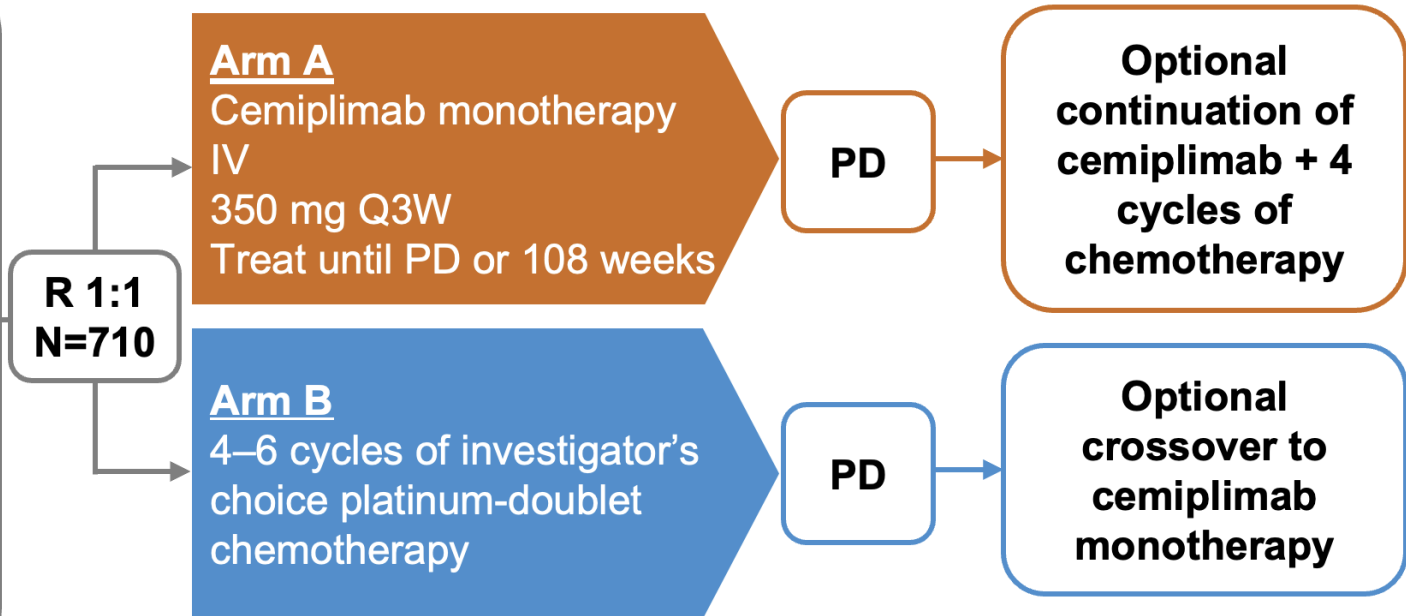 R 1:1
N=710
Arm A
Cemiplimab monotherapy
IV
350 mg Q3W
Treat until PD or 108 weeks
PD
Optional
continuation of
cemiplimab + 4
cycles of
chemotherapy
Arm B
4–6 cycles of investigator’s
choice platinum-doublet
chemotherapy
PD
Optional
crossover to
cemiplimab
monotherapy